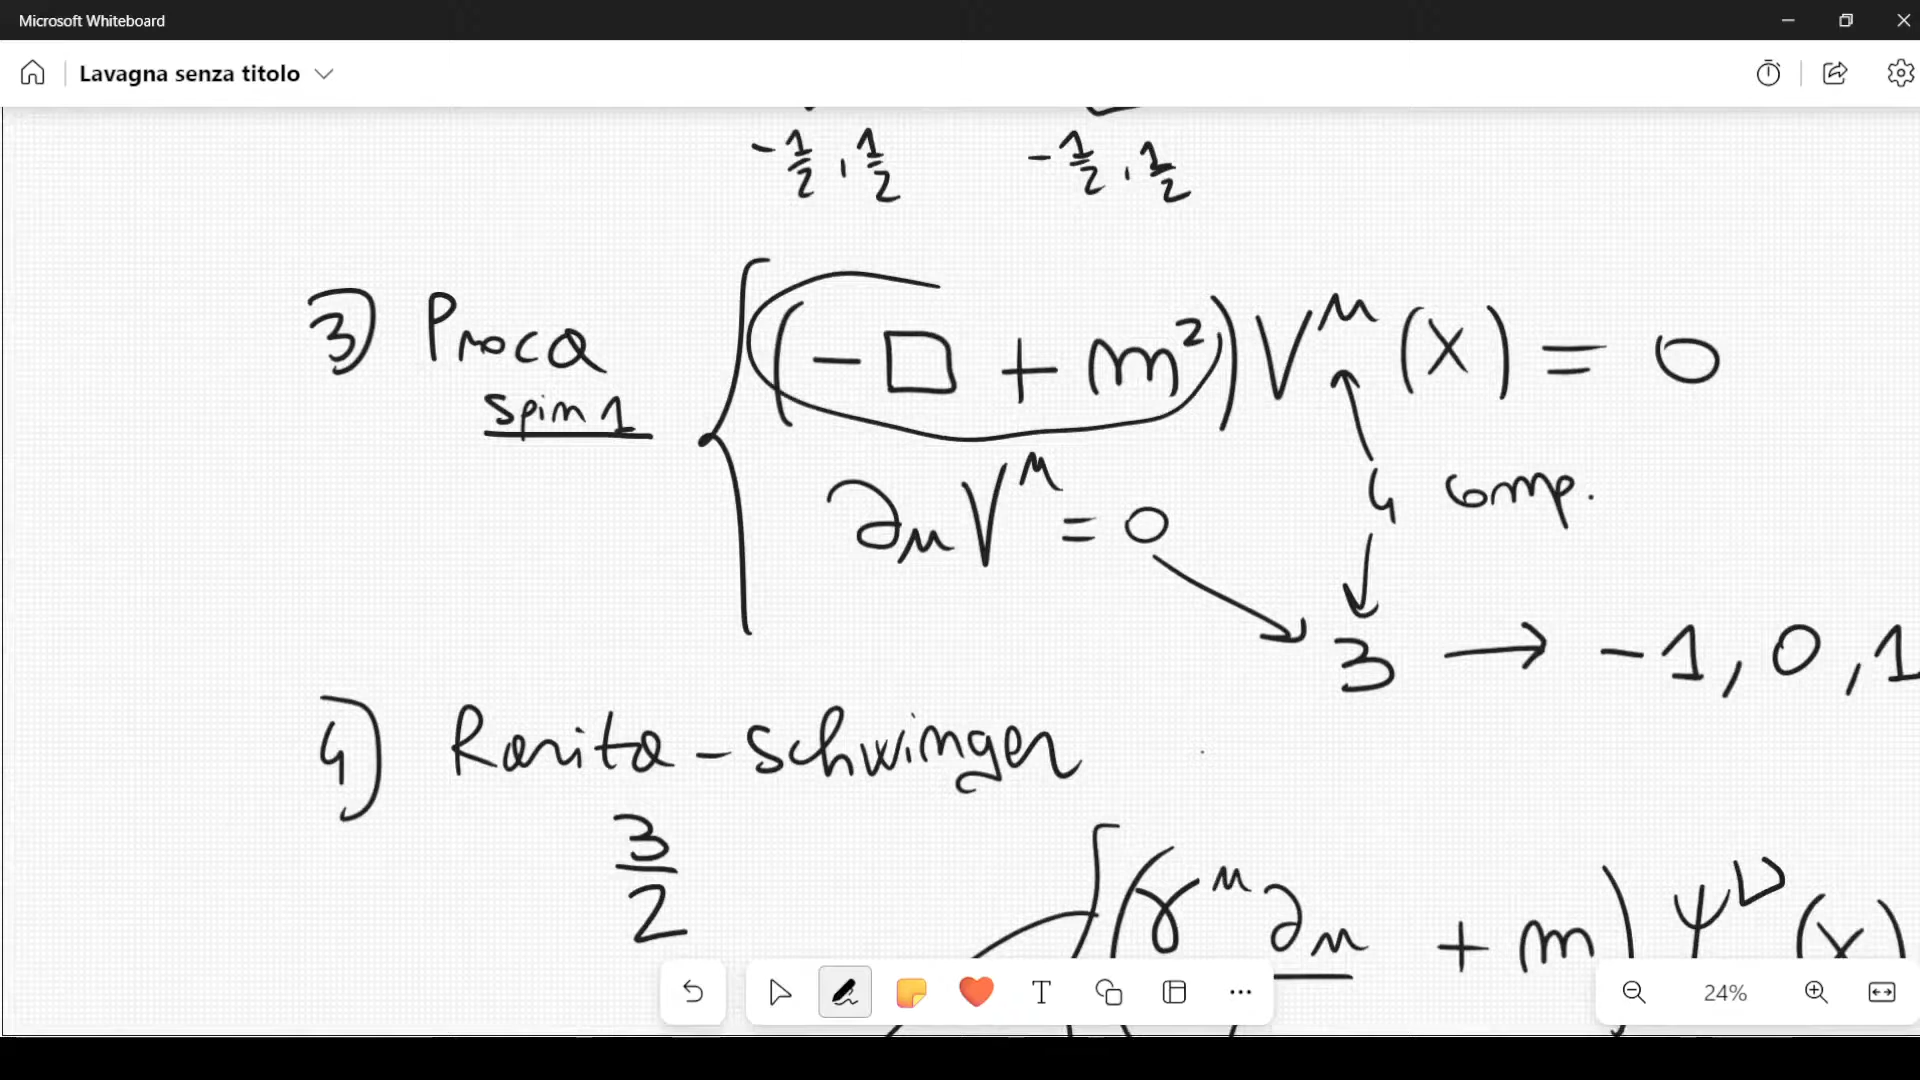 Microsoft Whiteboard
Lavagna senza titolo
-1/2, 1/2 -1/2, 1/2
3) Proca
spin 1
(-□ + m²) V^μ (x) = 0
∂_μ V^μ = 0
4 comp.
3 → -1, 0, 1
4) Rarita-Schwinger
3/2
(γ^μ ∂_μ + m) ψ^ν (x)
24%